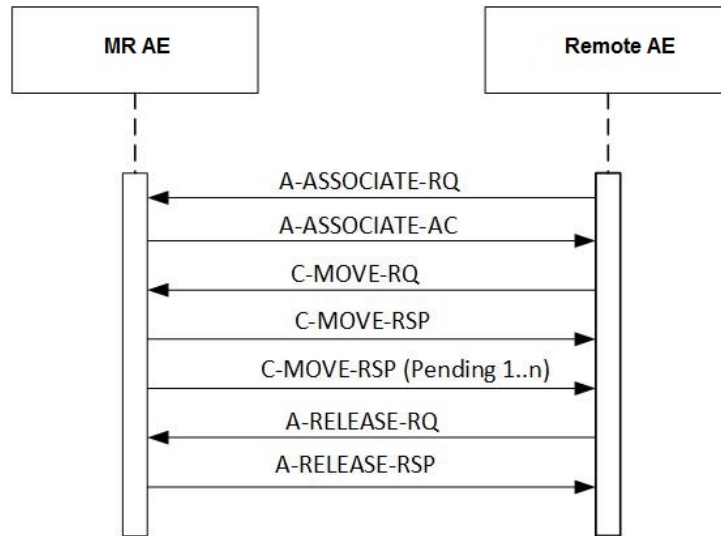 MR AE
Remote AE
A-ASSOCIATE-RQ
A-ASSOCIATE-AC
C-MOVE-RQ
C-MOVE-RSP
C-MOVE-RSP (Pending 1..n)
A-RELEASE-RQ
A-RELEASE-RSP